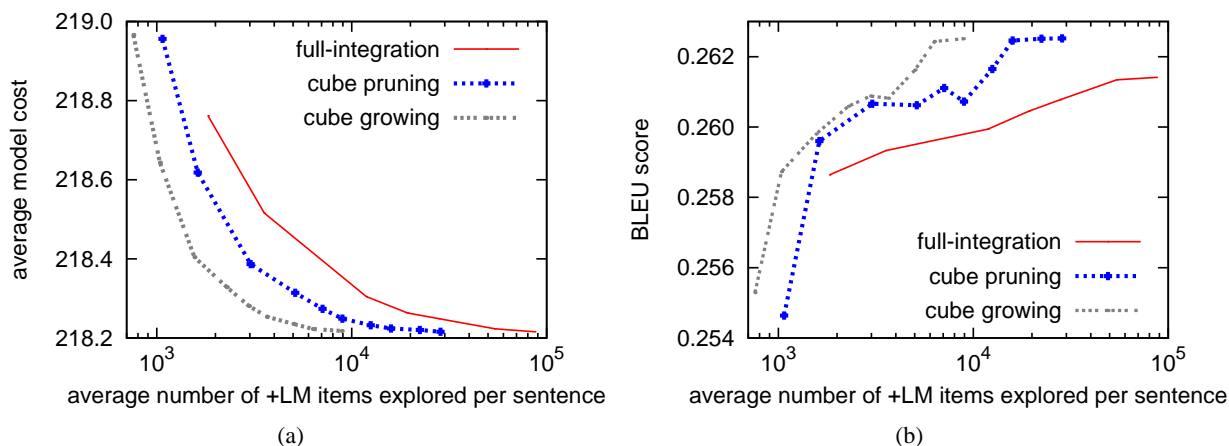 219.0
218.8
218.6
218.4
218.2
average model cost
full-integration
cube pruning
cube growing
10^3
10^4
10^5
average number of +LM items explored per sentence
(a)
0.262
0.260
0.258
0.256
0.254
BLEU score
full-integration
cube pruning
cube growing
10^3
10^4
10^5
average number of +LM items explored per sentence
(b)